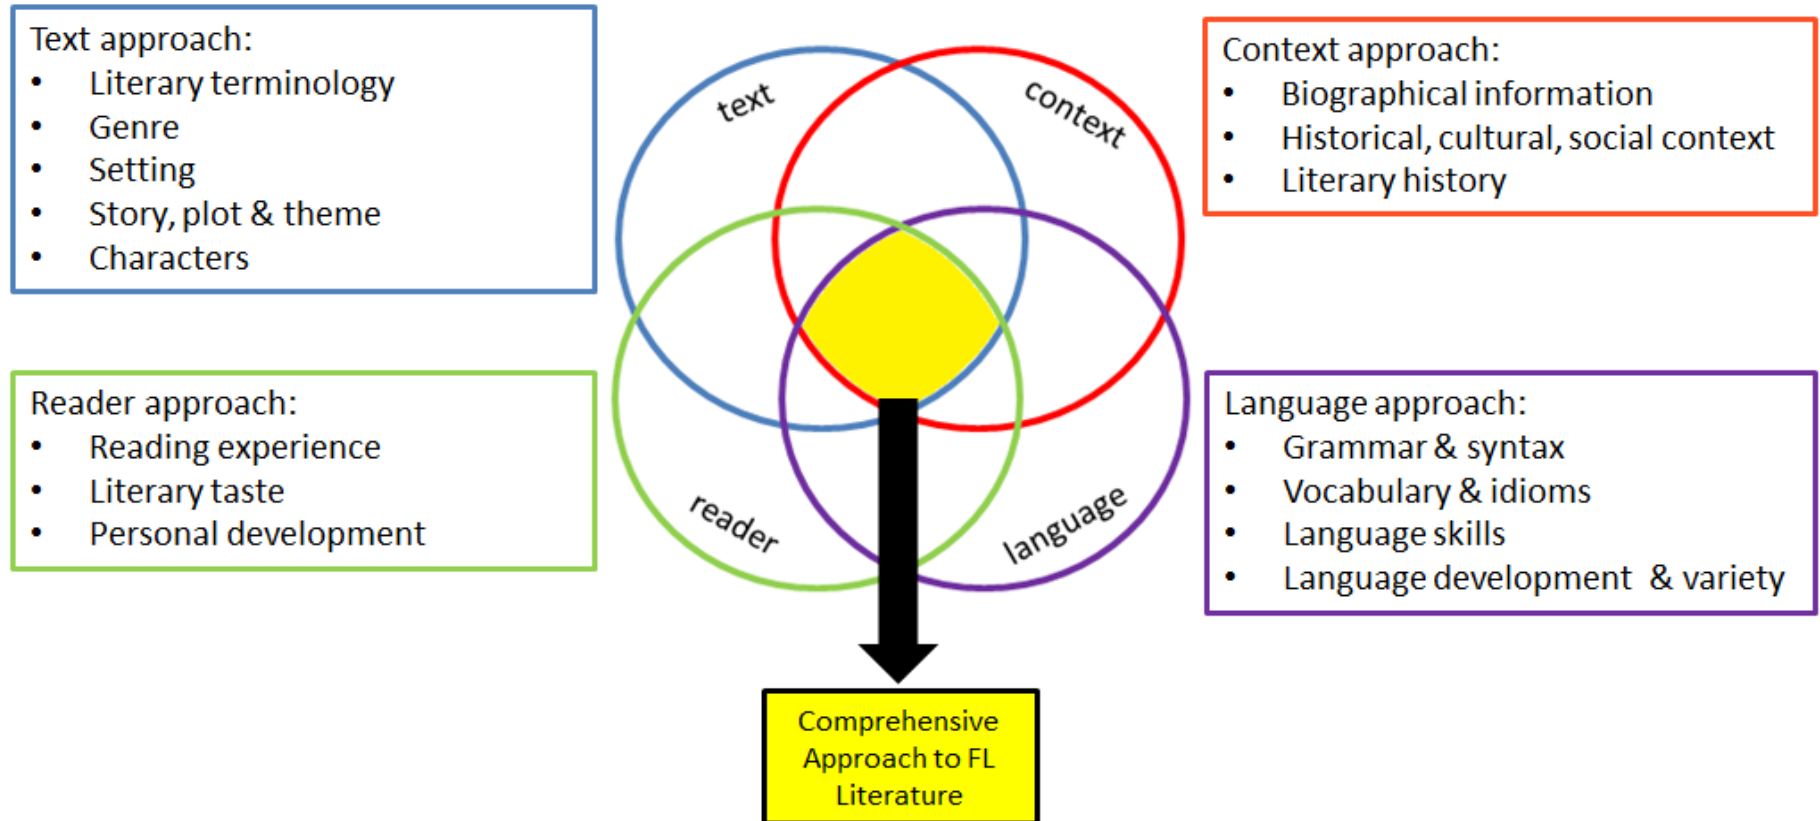 Text approach:
• Literary terminology
• Genre
• Setting
• Story, plot & theme
• Characters
text
context
Context approach:
• Biographical information
• Historical, cultural, social context
• Literary history
Reader approach:
• Reading experience
• Literary taste
• Personal development
reader
language
Language approach:
• Grammar & syntax
• Vocabulary & idioms
• Language skills
• Language development & variety
Comprehensive
Approach to FL
Literature